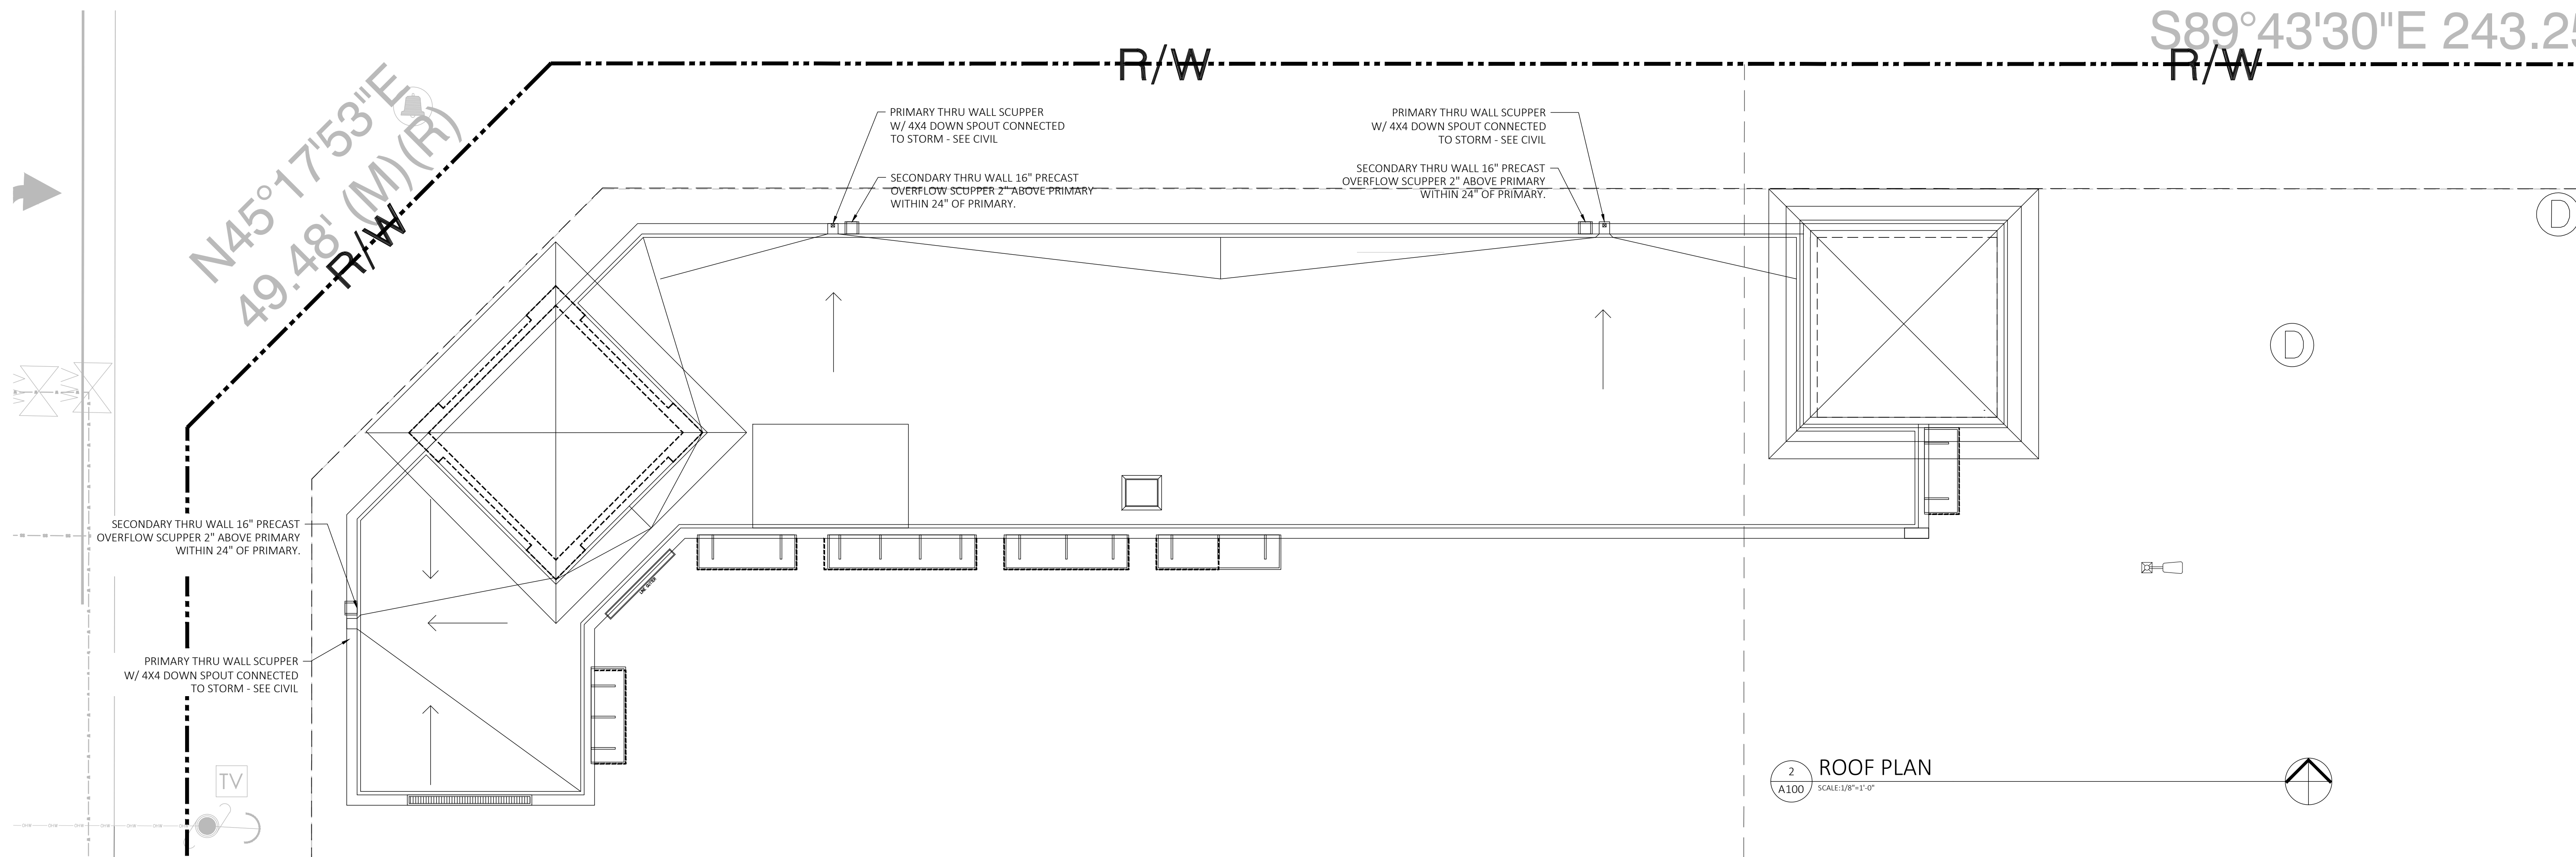 S89°43'30"E 243.25
R/W
R/W
N45°17'53"E
49.48' (M)(R)
R/W
PRIMARY THRU WALL SCUPPER
W/ 4X4 DOWN SPOUT CONNECTED
TO STORM - SEE CIVIL
SECONDARY THRU WALL 16" PRECAST
OVERFLOW SCUPPER 2" ABOVE PRIMARY
WITHIN 24" OF PRIMARY.
PRIMARY THRU WALL SCUPPER
W/ 4X4 DOWN SPOUT CONNECTED
TO STORM - SEE CIVIL
SECONDARY THRU WALL 16" PRECAST
OVERFLOW SCUPPER 2" ABOVE PRIMARY
WITHIN 24" OF PRIMARY.
D
D
SECONDARY THRU WALL 16" PRECAST
OVERFLOW SCUPPER 2" ABOVE PRIMARY
WITHIN 24" OF PRIMARY.
PRIMARY THRU WALL SCUPPER
W/ 4X4 DOWN SPOUT CONNECTED
TO STORM - SEE CIVIL
TV
2
A100
ROOF PLAN
SCALE:1/8"=1'-0"